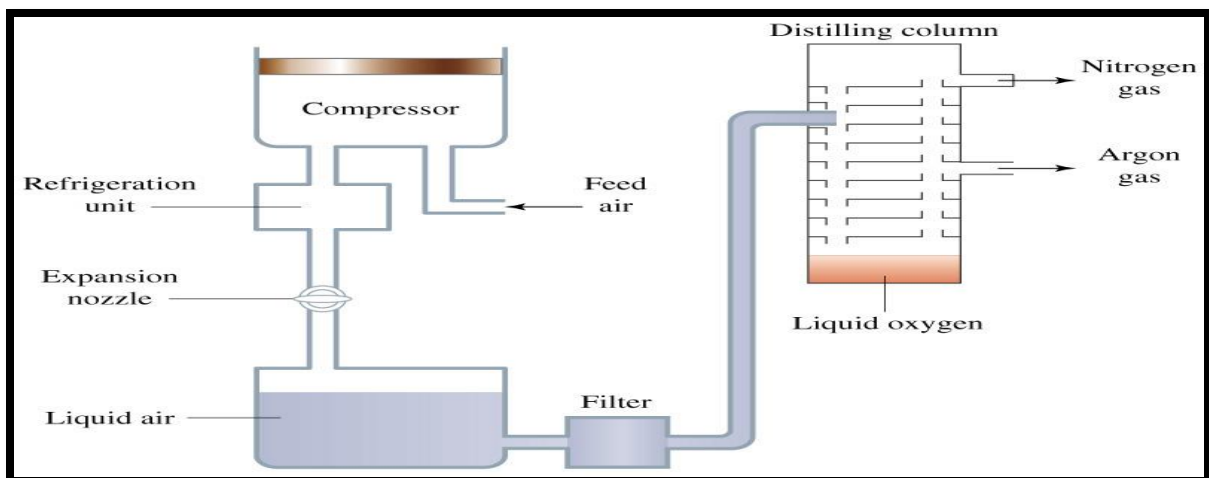 Distilling column
Nitrogen
gas
Compressor
Argon
gas
Refrigeration
unit
Feed
air
Expansion
nozzle
Liquid oxygen
Filter
Liquid air